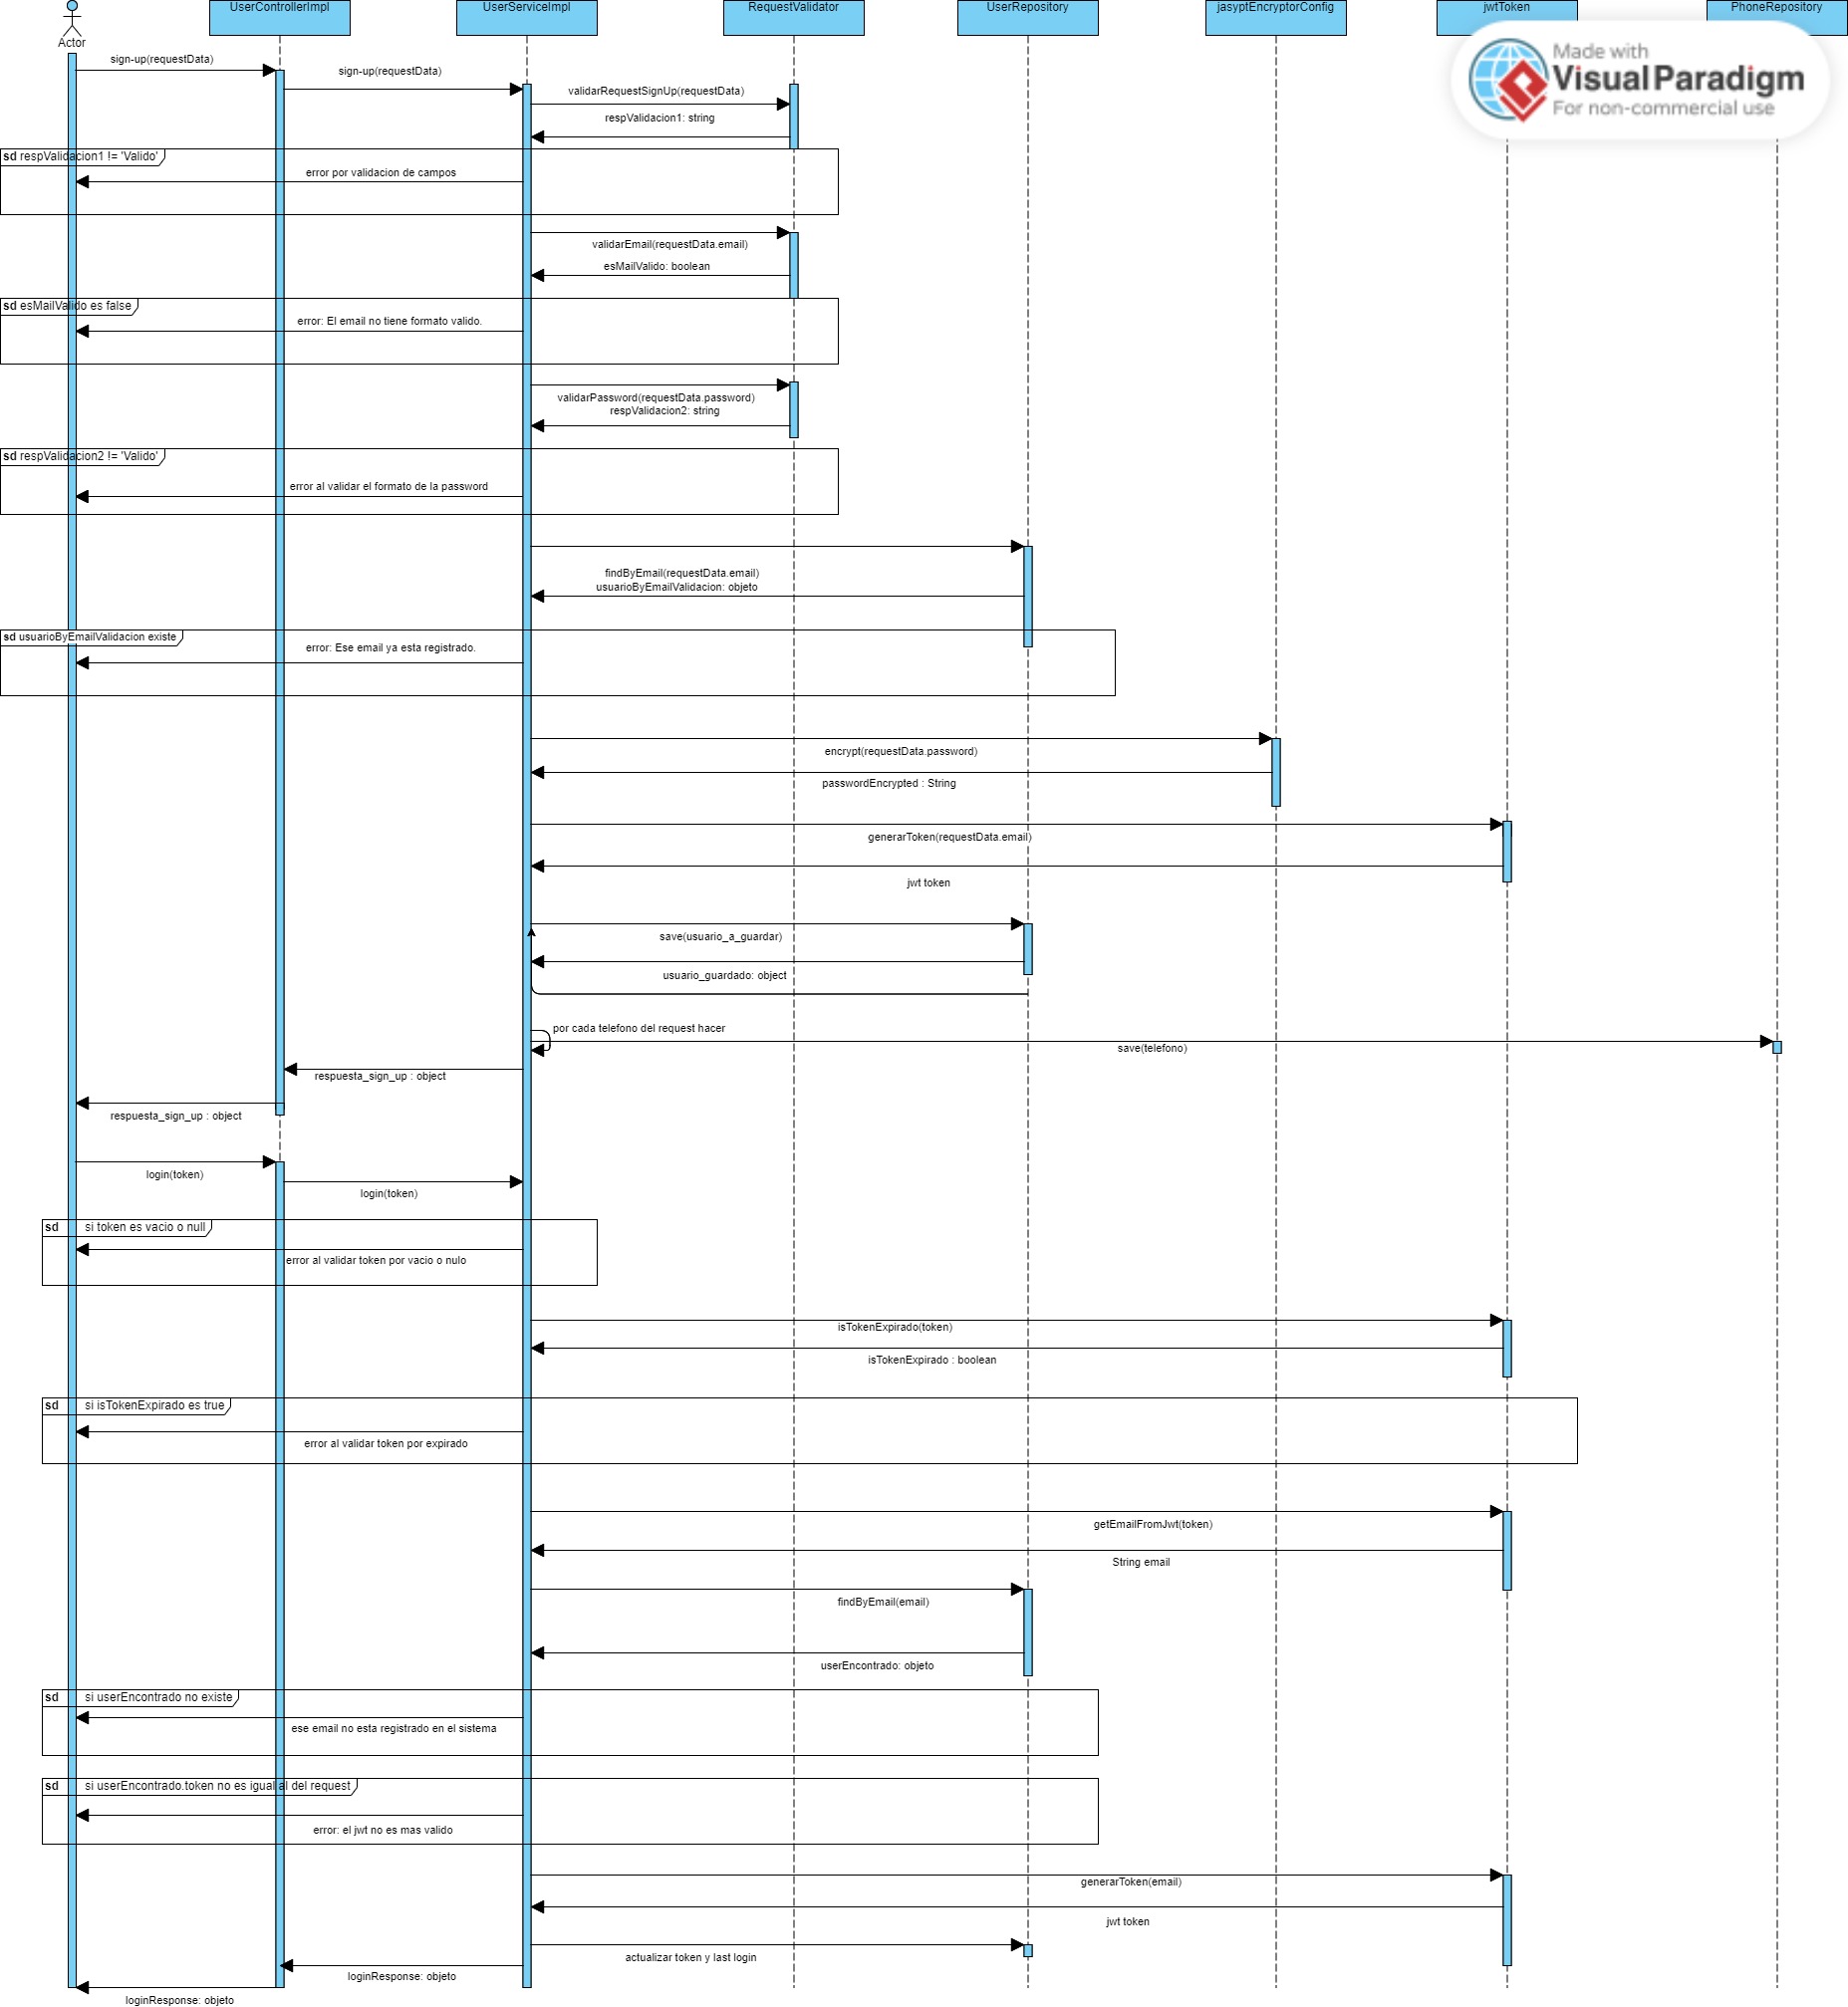 UserControllerImpl
UserServiceImpl
RequestValidator
UserRepository
jasyptEncryptorConfig
jwtToken
PhoneRepository
Actor
Made with
Visual Paradigm
For non-commercial use
sign-up(requestData)
sign-up(requestData)
validarRequestSignUp(requestData)
respValidacion1: string
sd respValidacion1 != 'Valido'
error por validacion de campos
validarEmail(requestData.email)
esMailValido: boolean
sd esMailValido es false
error: El email no tiene formato valido.
validarPassword(requestData.password)
respValidacion2: string
sd respValidacion2 != 'Valido'
error al validar el formato de la password
findByEmail(requestData.email)
usuarioByEmailValidacion: objeto
sd usuarioByEmailValidacion existe
error: Ese email ya esta registrado.
encrypt(requestData.password)
passwordEncrypted : String
generarToken(requestData.email)
jwt token
save(usuario_a_guardar)
usuario_guardado: object
por cada telefono del request hacer
save(telefono)
respuesta_sign_up : object
respuesta_sign_up : object
login(token)
login(token)
sd si token es vacio o null
error al validar token por vacio o nulo
isTokenExpirado(token)
isTokenExpirado : boolean
sd si isTokenExpirado es true
error al validar token por expirado
getEmailFromJwt(token)
String email
findByEmail(email)
userEncontrado: objeto
sd si userEncontrado no existe
ese email no esta registrado en el sistema
sd si userEncontrado.token no es igual al del request
error: el jwt no es mas valido
generarToken(email)
jwt token
actualizar token y last login
loginResponse: objeto
loginResponse: objeto